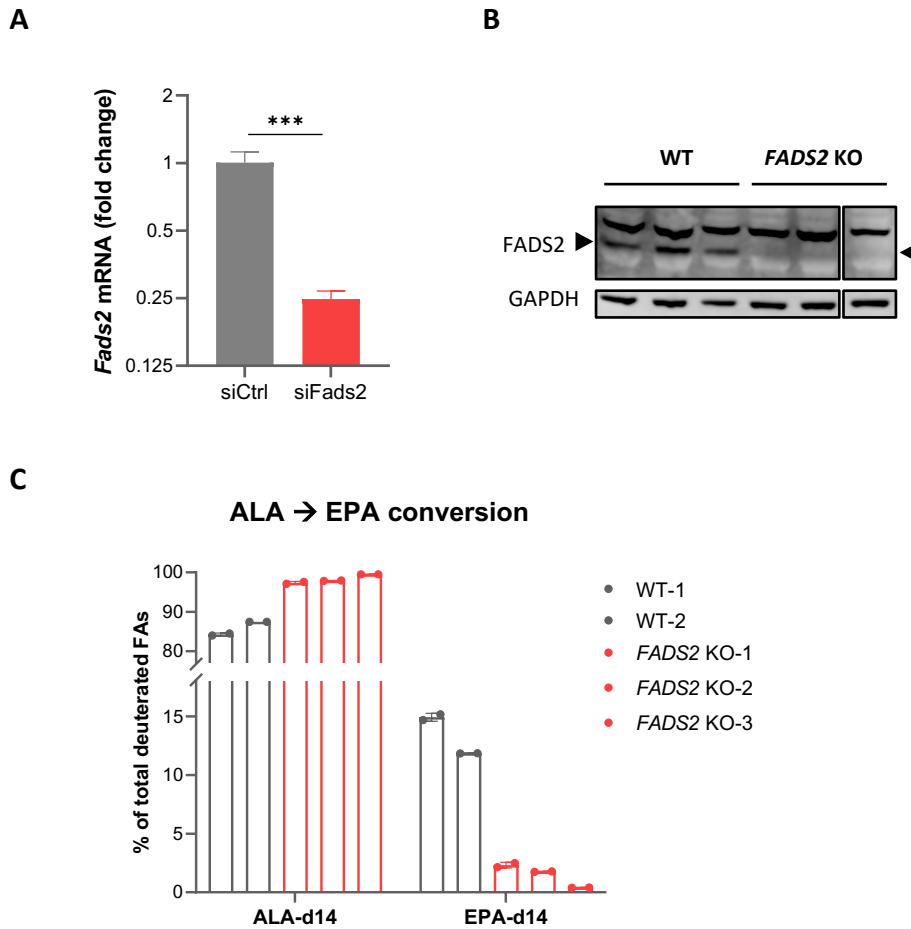 A
Fads2 mRNA (fold change)
2
1
0.5
0.25
0.125
***
siCtrl
siFads2
B
WT
FADS2 KO
FADS2
GAPDH
C
ALA → EPA conversion
% of total deuterated FAs
100
90
80
15
10
5
0
ALA-d14
EPA-d14
WT-1
WT-2
FADS2 KO-1
FADS2 KO-2
FADS2 KO-3